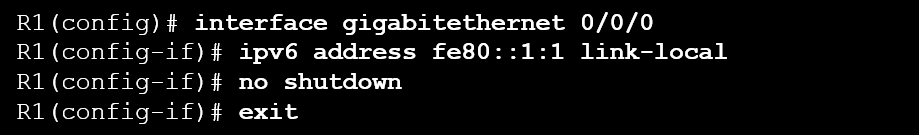 R1(config)# interface gigabitethernet 0/0/0
R1(config-if)# ipv6 address fe80::1:1 link-local
R1(config-if)# no shutdown
R1(config-if)# exit